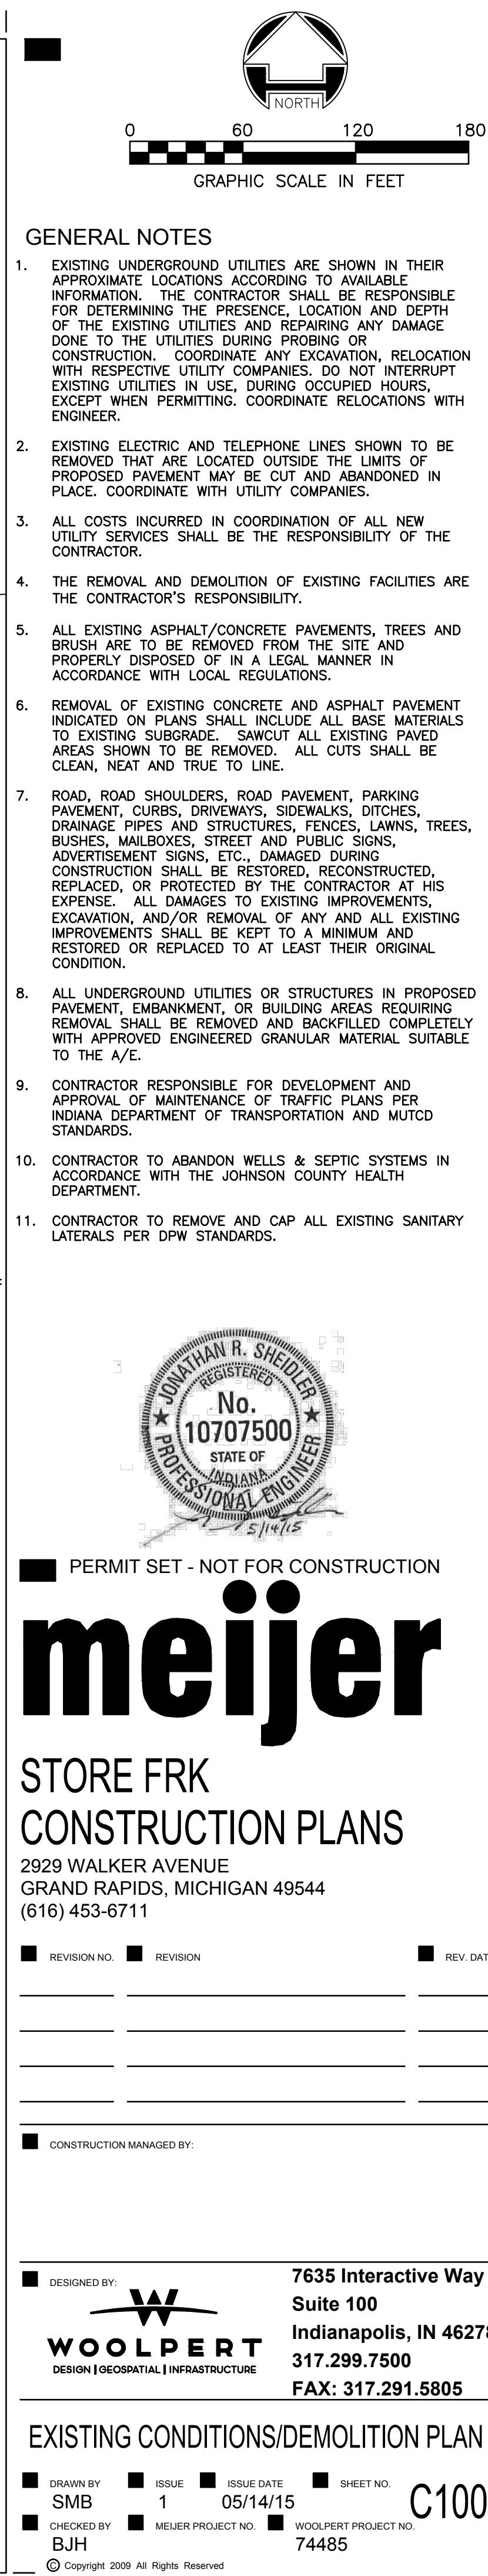 NORTH
0 60 120 180
GRAPHIC SCALE IN FEET
GENERAL NOTES
1. EXISTING UNDERGROUND UTILITIES ARE SHOWN IN THEIR
APPROXIMATE LOCATIONS ACCORDING TO AVAILABLE
INFORMATION. THE CONTRACTOR SHALL BE RESPONSIBLE
FOR DETERMINING THE PRESENCE, LOCATION AND DEPTH
OF THE EXISTING UTILITIES AND REPAIRING ANY DAMAGE
DONE TO THE UTILITIES DURING PROBING OR
CONSTRUCTION. COORDINATE ANY EXCAVATION, RELOCATION
WITH RESPECTIVE UTILITY COMPANIES. DO NOT INTERRUPT
EXISTING UTILITIES IN USE, DURING OCCUPIED HOURS,
EXCEPT WHEN PERMITTING. COORDINATE RELOCATIONS WITH
ENGINEER.
2. EXISTING ELECTRIC AND TELEPHONE LINES SHOWN TO BE
REMOVED THAT ARE LOCATED OUTSIDE THE LIMITS OF
PROPOSED PAVEMENT MAY BE CUT AND ABANDONED IN
PLACE. COORDINATE WITH UTILITY COMPANIES.
3. ALL COSTS INCURRED IN COORDINATION OF ALL NEW
UTILITY SERVICES SHALL BE THE RESPONSIBILITY OF THE
CONTRACTOR.
4. THE REMOVAL AND DEMOLITION OF EXISTING FACILITIES ARE
THE CONTRACTOR'S RESPONSIBILITY.
5. ALL EXISTING ASPHALT/CONCRETE PAVEMENTS, TREES AND
BRUSH ARE TO BE REMOVED FROM THE SITE AND
PROPERLY DISPOSED OF IN A LEGAL MANNER IN
ACCORDANCE WITH LOCAL REGULATIONS.
6. REMOVAL OF EXISTING CONCRETE AND ASPHALT PAVEMENT
INDICATED ON PLANS SHALL INCLUDE ALL BASE MATERIALS
TO EXISTING SUBGRADE. SAWCUT ALL EXISTING PAVED
AREAS SHOWN TO BE REMOVED. ALL CUTS SHALL BE
CLEAN, NEAT AND TRUE TO LINE.
7. ROAD, ROAD SHOULDERS, ROAD PAVEMENT, PARKING
PAVEMENT, CURBS, DRIVEWAYS, SIDEWALKS, DITCHES,
DRAINAGE PIPES AND STRUCTURES, FENCES, LAWNS, TREES,
BUSHES, MAILBOXES, STREET AND PUBLIC SIGNS,
ADVERTISEMENT SIGNS, ETC., DAMAGED DURING
CONSTRUCTION SHALL BE RESTORED, RECONSTRUCTED,
REPLACED, OR PROTECTED BY THE CONTRACTOR AT HIS
EXPENSE. ALL DAMAGES TO EXISTING IMPROVEMENTS,
EXCAVATION, AND/OR REMOVAL OF ANY AND ALL EXISTING
IMPROVEMENTS SHALL BE KEPT TO A MINIMUM AND
RESTORED OR REPLACED TO AT LEAST THEIR ORIGINAL
CONDITION.
8. ALL UNDERGROUND UTILITIES OR STRUCTURES IN PROPOSED
PAVEMENT, EMBANKMENT, OR BUILDING AREAS REQUIRING
REMOVAL SHALL BE REMOVED AND BACKFILLED COMPLETELY
WITH APPROVED ENGINEERED GRANULAR MATERIAL SUITABLE
TO THE A/E.
9. CONTRACTOR RESPONSIBLE FOR DEVELOPMENT AND
APPROVAL OF MAINTENANCE OF TRAFFIC PLANS PER
INDIANA DEPARTMENT OF TRANSPORTATION AND MUTCD
STANDARDS.
10. CONTRACTOR TO ABANDON WELLS & SEPTIC SYSTEMS IN
ACCORDANCE WITH THE JOHNSON COUNTY HEALTH
DEPARTMENT.
11. CONTRACTOR TO REMOVE AND CAP ALL EXISTING SANITARY
LATERALS PER DPW STANDARDS.
JONATHAN R. SHEIDLER
REGISTERED
No.
10707500
STATE OF
INDIANA
PROFESSIONAL ENGINEER
5/14/15
PERMIT SET - NOT FOR CONSTRUCTION
meijer
STORE FRK
CONSTRUCTION PLANS
2929 WALKER AVENUE
GRAND RAPIDS, MICHIGAN 49544
(616) 453-6711
REVISION NO. REVISION REV. DAT
CONSTRUCTION MANAGED BY:
DESIGNED BY:
WOOLPERT
DESIGN | GEOSPATIAL | INFRASTRUCTURE
7635 Interactive Way
Suite 100
Indianapolis, IN 46278
317.299.7500
FAX: 317.291.5805
EXISTING CONDITIONS/DEMOLITION PLAN
DRAWN BY ISSUE ISSUE DATE SHEET NO.
SMB 1 05/14/15 C100
CHECKED BY MEIJER PROJECT NO. WOOLPERT PROJECT NO.
BJH 74485
© Copyright 2009 All Rights Reserved